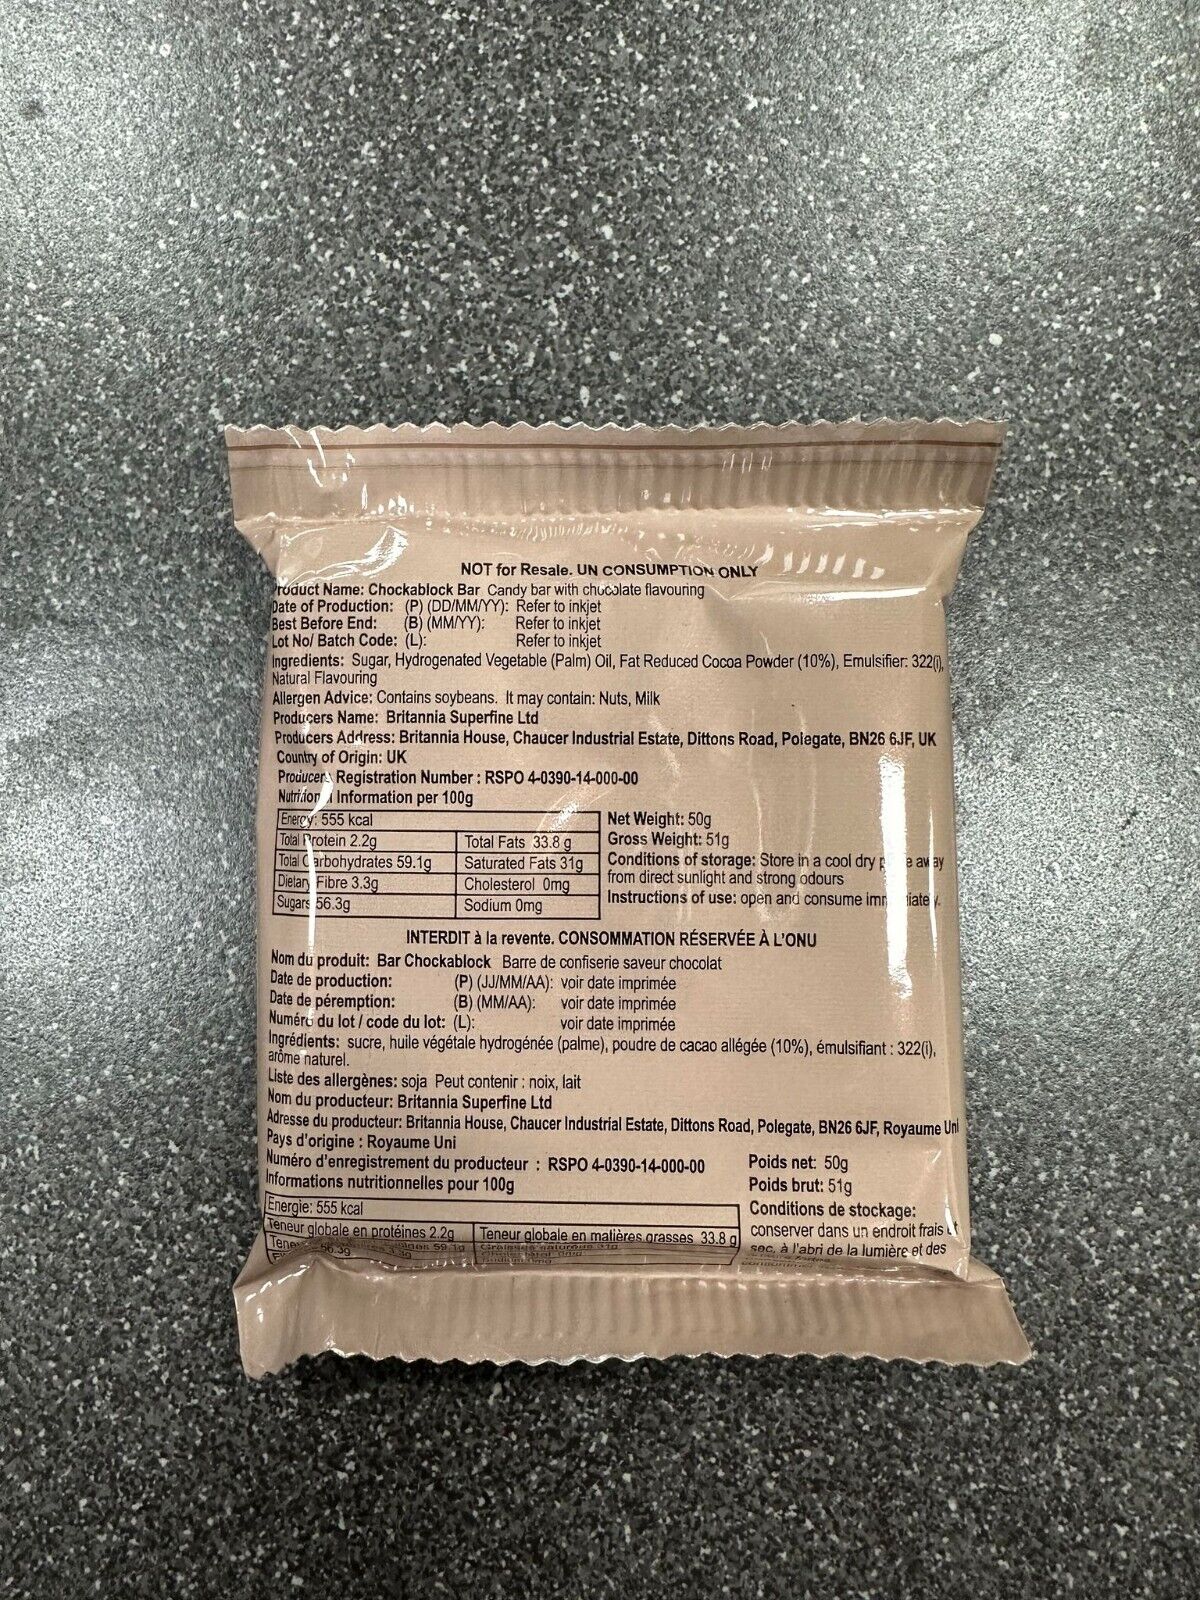 NOT for Resale. UN CONSUMPTION ONLY
Product Name: Chockablock Bar Candy bar with chocolate flavouring
Date of Production: (P) (DD/MM/YY): Refer to inkjet
Best Before End: (B) (MM/YY): Refer to inkjet
Lot No/ Batch Code: (L): Refer to inkjet
Ingredients: Sugar, Hydrogenated Vegetable (Palm) Oil, Fat Reduced Cocoa Powder (10%), Emulsifier: 322(i),
Natural Flavouring
Allergen Advice: Contains soybeans. It may contain: Nuts, Milk
Producers Name: Britannia Superfine Ltd
Producers Address: Britannia House, Chaucer Industrial Estate, Dittons Road, Polegate, BN26 6JF, UK
Country of Origin: UK
Producers Registration Number : RSPO 4-0390-14-000-00
Nutritional Information per 100g
Energy: 555 kcal
Total Protein 2.2g Total Fats 33.8 g
Total Carbohydrates 59.1g Saturated Fats 31g
Dietary Fibre 3.3g Cholesterol 0mg
Sugars 56.3g Sodium 0mg
Net Weight: 50g
Gross Weight: 51g
Conditions of storage: Store in a cool dry place away
from direct sunlight and strong odours
Instructions of use: open and consume immediately.
INTERDIT à la revente. CONSOMMATION RÉSERVÉE À L'ONU
Nom du produit: Bar Chockablock Barre de confiserie saveur chocolat
Date de production: (P) (JJ/MM/AA): voir date imprimée
Date de péremption: (B) (MM/AA): voir date imprimée
Numéro du lot / code du lot: (L): voir date imprimée
Ingrédients: sucre, huile végétale hydrogénée (palme), poudre de cacao allégée (10%), émulsifiant : 322(i),
arôme naturel.
Liste des allergènes: soja Peut contenir : noix, lait
Nom du producteur: Britannia Superfine Ltd
Adresse du producteur: Britannia House, Chaucer Industrial Estate, Dittons Road, Polegate, BN26 6JF, Royaume Uni
Pays d'origine : Royaume Uni
Numéro d'enregistrement du producteur : RSPO 4-0390-14-000-00
Informations nutritionnelles pour 100g
Energie: 555 kcal
Teneur globale en protéines 2.2g Teneur globale en matières grasses 33.8 g
59.1g 31g
56.3g
Poids net: 50g
Poids brut: 51g
Conditions de stockage:
conserver dans un endroit frais et
sec, à l'abri de la lumière et des